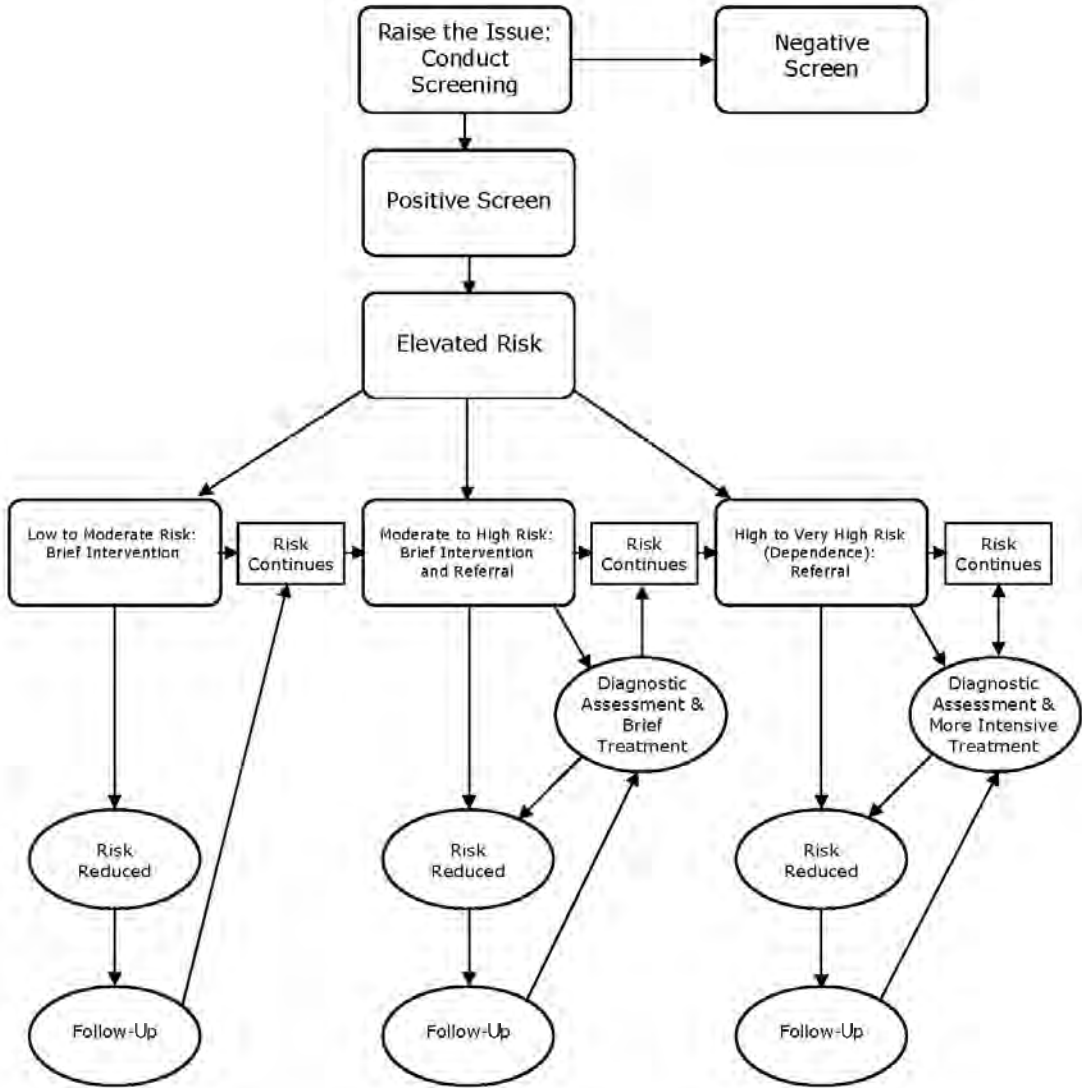 Raise the Issue:
Conduct
Screening
Negative
Screen
Positive Screen
Elevated Risk
Low to Moderate Risk:
Brief Intervention
Risk
Continues
Moderate to High Risk:
Brief Intervention
and Referral
Risk
Continues
High to Very High Risk
(Dependence):
Referral
Risk
Continues
Diagnostic
Assessment &
Brief
Treatment
Diagnostic
Assessment &
More Intensive
Treatment
Risk
Reduced
Risk
Reduced
Risk
Reduced
Follow-Up
Follow-Up
Follow-Up